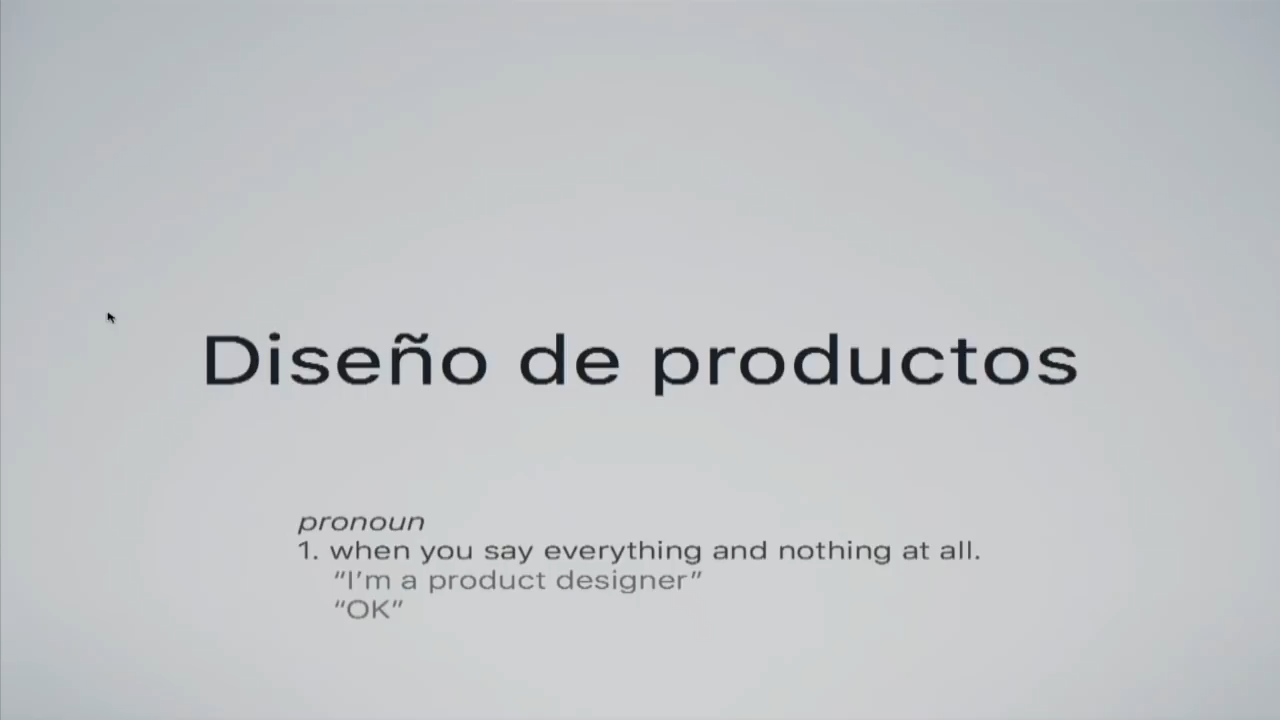 Diseño de productos
pronoun
1. when you say everything and nothing at all.
“I’m a product designer”
“OK”